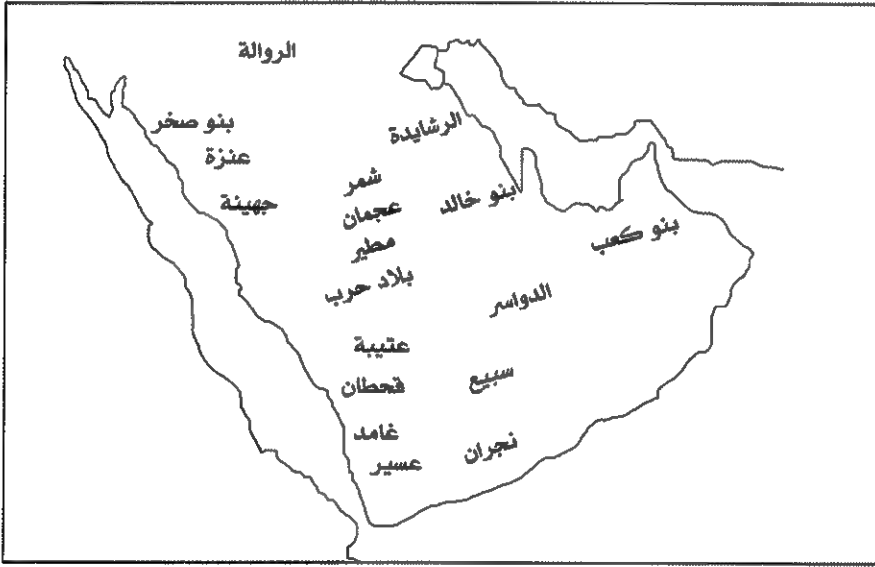 الروالة
بنو صخر
الرشايدة
عنزة
شمر
جهينة
عجمان
بنو خالد
مطير
بنو كعب
بلاد حرب
الدواسر
عتيبة
قحطان
سبيع
غامد
نجران
عسير